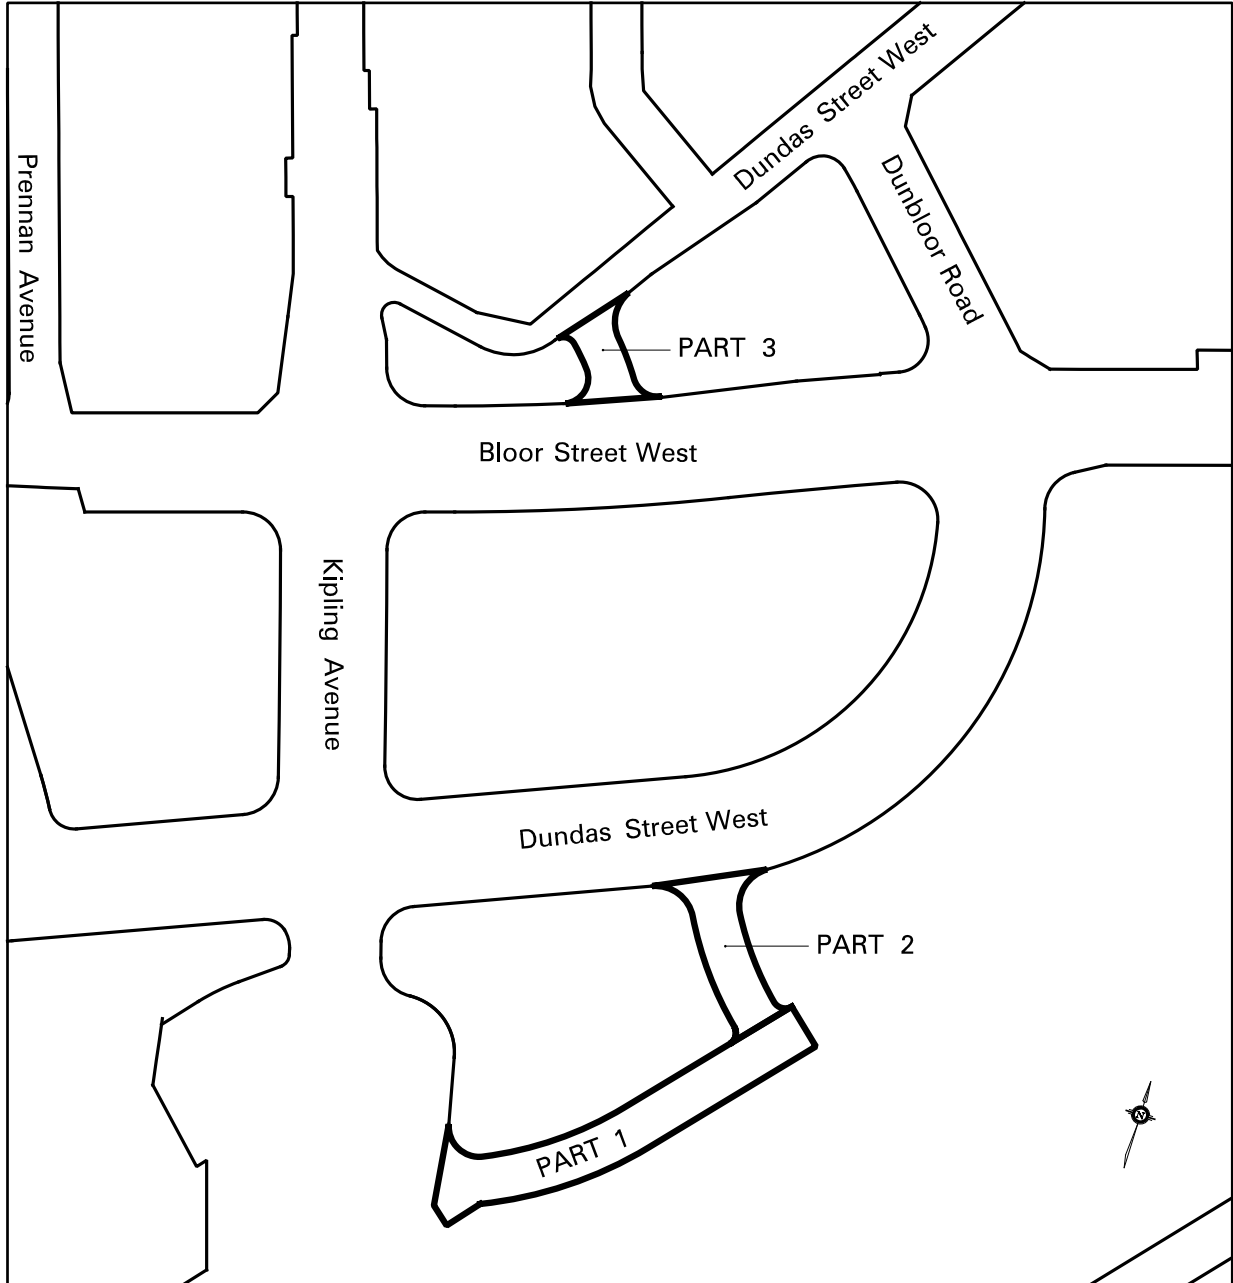 Dundas Street West
Prennan Avenue
Dunbloor Road
PART 3
Bloor Street West
Kipling Avenue
Dundas Street West
PART 2
PART 1
N